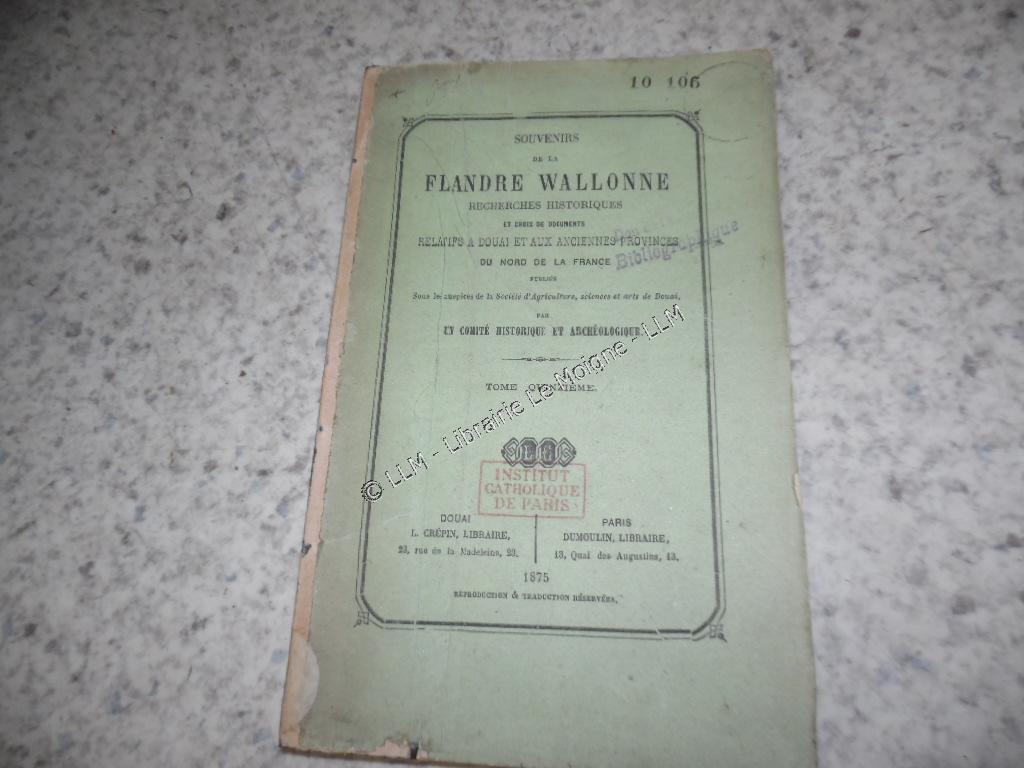 10 106
SOUVENIRS
DE LA
FLANDRE WALLONNE
RECHERCHES HISTORIQUES
ET CHOIX DE DOCUMENTS
RELATIFS A DOUAI ET AUX ANCIENNES PROVINCES
DU NORD DE LA FRANCE
PUBLIÉS
Sous les auspices de la Société d'Agriculture, sciences et arts de Douai,
PAR
UN COMITÉ HISTORIQUE ET ARCHÉOLOGIQUE.
Bibliographique
TOME QUINZIÈME.
© LLM - Librairie Le Moigne - LLM
INSTITUT
CATHOLIQUE
DE PARIS
DOUAI
L. CRÉPIN, LIBRAIRE,
23, rue de la Madeleine, 23.
PARIS
DUMOULIN, LIBRAIRE,
13, Quai des Augustins, 13.
1875
REPRODUCTION & TRADUCTION RÉSERVÉES.